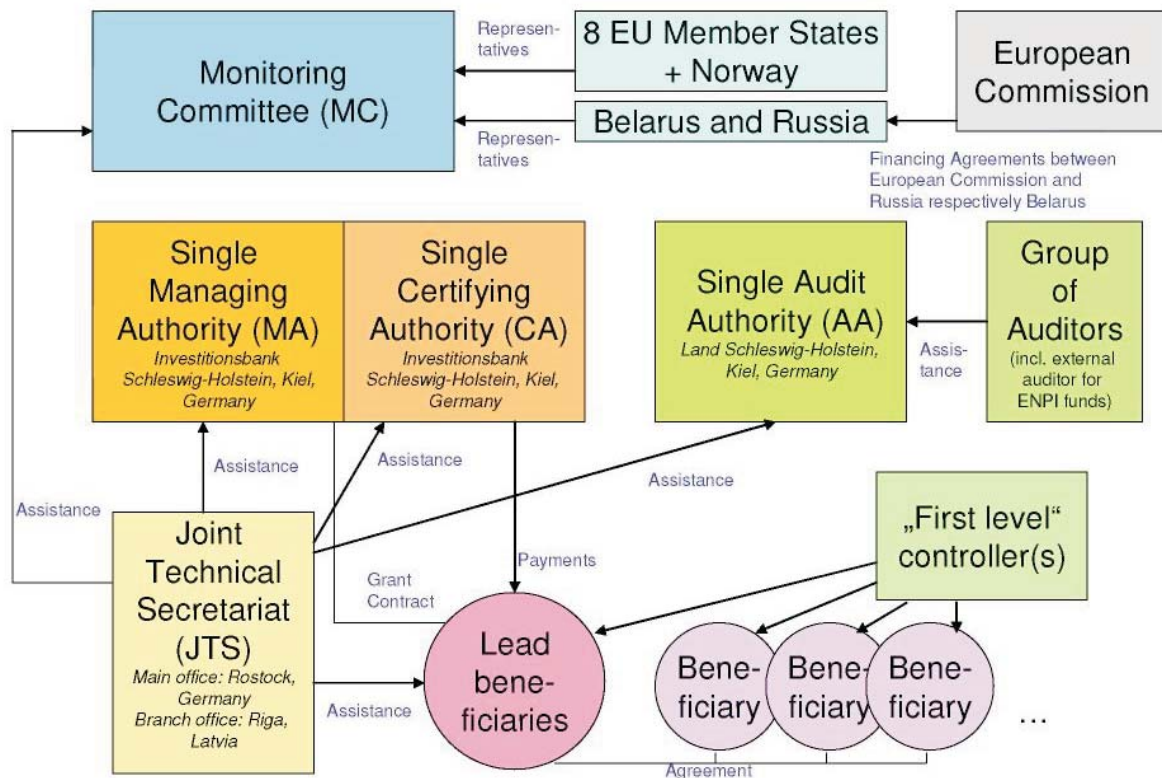 Represen-
tatives
8 EU Member States
+ Norway
European
Commission
Monitoring
Committee (MC)
Belarus and Russia
Represen-
tatives
Financing Agreements between
European Commission and
Russia respectively Belarus
Single
Managing
Authority (MA)
Investitionsbank
Schleswig-Holstein, Kiel,
Germany
Single
Certifying
Authority (CA)
Investitionsbank
Schleswig-Holstein, Kiel,
Germany
Single Audit
Authority (AA)
Land Schleswig-Holstein,
Kiel, Germany
Assis-
tance
Group
of
Auditors
(incl. external
auditor for
ENPI funds)
Assistance
Assistance
Assistance
Assistance
Joint
Technical
Secretariat
(JTS)
Main office: Rostock,
Germany
Branch office: Riga,
Latvia
Grant
Contract
Payments
„First level“
controller(s)
Lead
bene-
ficiaries
Assistance
Bene-
ficiary
Bene-
ficiary
Bene-
ficiary
...
Agreement